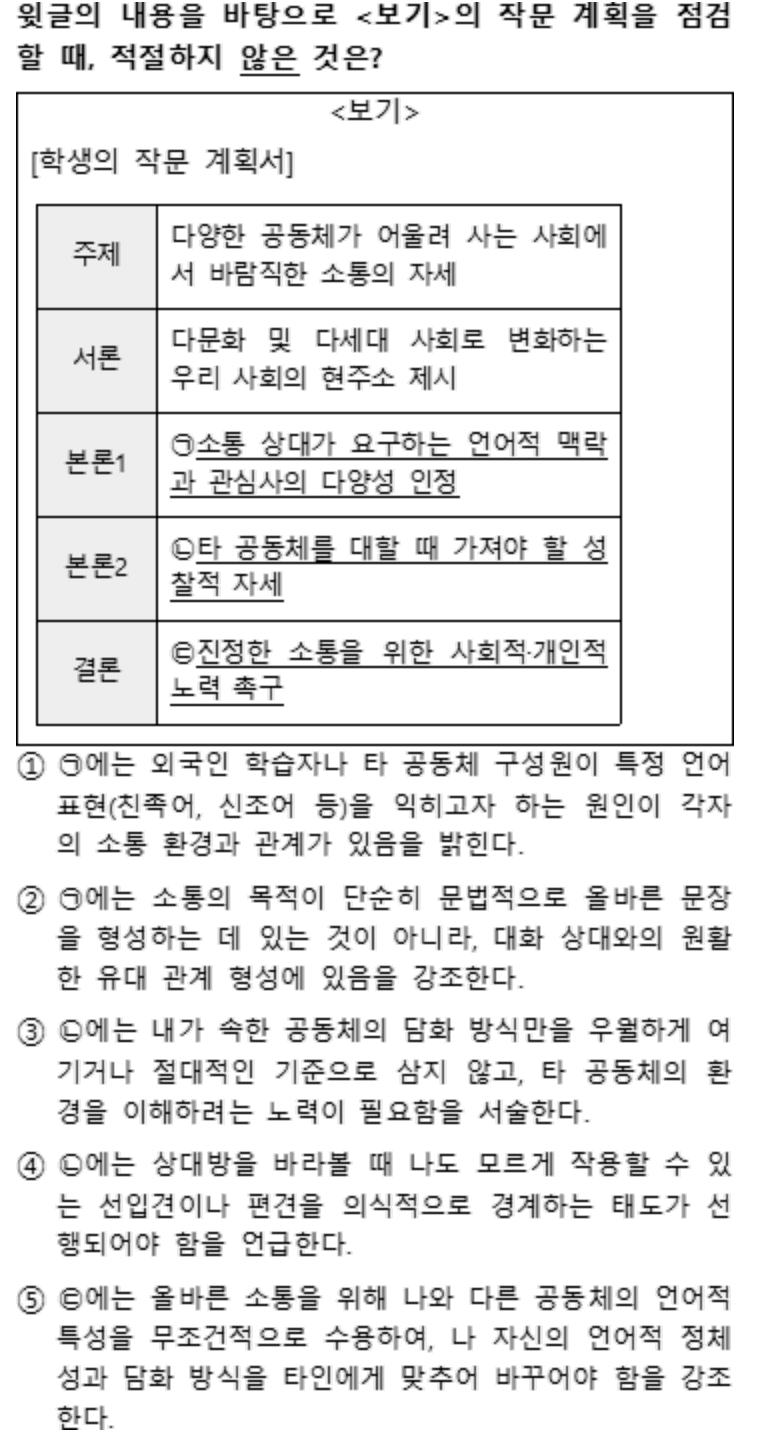 윗글의 내용을 바탕으로 <보기>의 작문 계획을 점검
할 때, 적절하지 않은 것은?
<보기>
[학생의 작문 계획서]
주제
다양한 공동체가 어울려 사는 사회에
서 바람직한 소통의 자세
서론
다문화 및 다세대 사회로 변화하는
우리 사회의 현주소 제시
본론1
㉠소통 상대가 요구하는 언어적 맥락
과 관심사의 다양성 인정
본론2
㉡타 공동체를 대할 때 가져야 할 성
찰적 자세
결론
㉢진정한 소통을 위한 사회적·개인적
노력 촉구
① ㉠에는 외국인 학습자나 타 공동체 구성원이 특정 언어
표현(친족어, 신조어 등)을 익히고자 하는 원인이 각자
의 소통 환경과 관계가 있음을 밝힌다.
② ㉠에는 소통의 목적이 단순히 문법적으로 올바른 문장
을 형성하는 데 있는 것이 아니라, 대화 상대와의 원활
한 유대 관계 형성에 있음을 강조한다.
③ ㉡에는 내가 속한 공동체의 담화 방식만을 우월하게 여
기거나 절대적인 기준으로 삼지 않고, 타 공동체의 환
경을 이해하려는 노력이 필요함을 서술한다.
④ ㉡에는 상대방을 바라볼 때 나도 모르게 작용할 수 있
는 선입견이나 편견을 의식적으로 경계하는 태도가 선
행되어야 함을 언급한다.
⑤ ㉢에는 올바른 소통을 위해 나와 다른 공동체의 언어적
특성을 무조건적으로 수용하여, 나 자신의 언어적 정체
성과 담화 방식을 타인에게 맞추어 바꾸어야 함을 강조
한다.